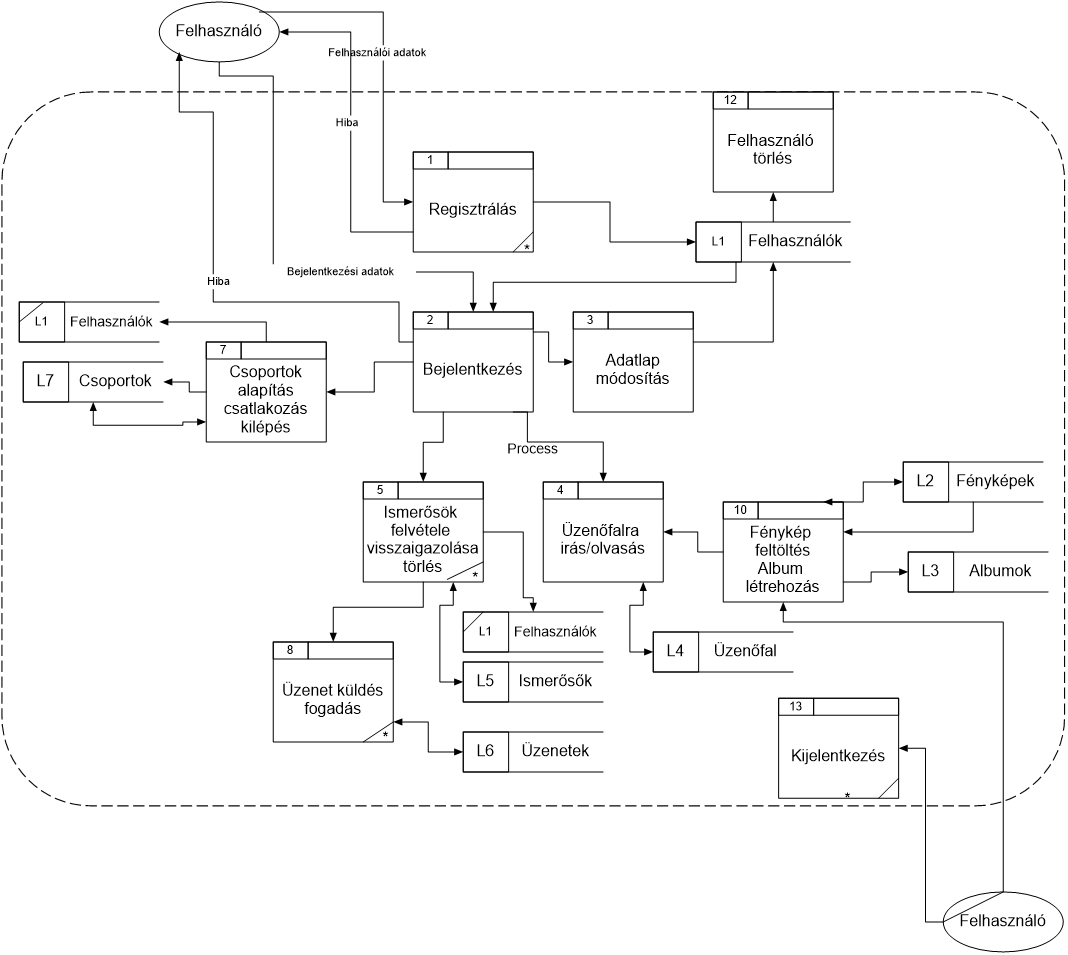 Felhasználó
Felhasználói adatok
Hiba
12
Felhasználó
törlés
1
Regisztrálás
*
L1
Felhasználók
Bejelentkezési adatok
Hiba
L1
Felhasználók
2
Bejelentkezés
3
Adatlap
módosítás
7
Csoportok
alapítás
csatlakozás
kilépés
L7
Csoportok
Process
5
Ismerősök
felvétele
visszaigazolása
törlés
*
4
Üzenőfalra
irás/olvasás
10
Fénykép
feltöltés
Album
létrehozás
L2
Fényképek
L3
Albumok
L1
Felhasználók
8
Üzenet küldés
fogadás
*
L5
Ismerősők
L4
Üzenőfal
L6
Üzenetek
13
Kijelentkezés
*
Felhasználó